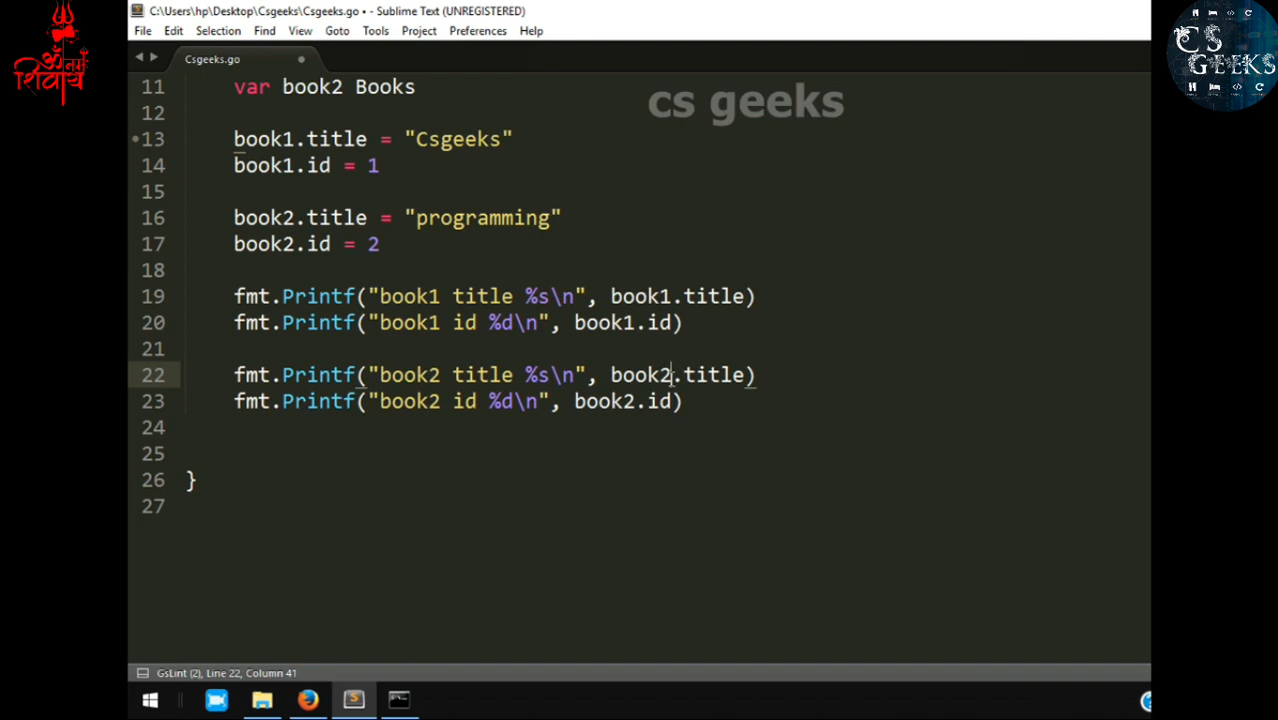 C:\Users\hp\Desktop\Csgeeks\Csgeeks.go • - Sublime Text (UNREGISTERED)
File Edit Selection Find View Goto Tools Project Preferences Help
Csgeeks.go
ॐ नमः
शिवाय
CS
GEEKS
cs geeks
11 var book2 Books
12
13 book1.title = "Csgeeks"
14 book1.id = 1
15
16 book2.title = "programming"
17 book2.id = 2
18
19 fmt.Printf("book1 title %s\n", book1.title)
20 fmt.Printf("book1 id %d\n", book1.id)
21
22 fmt.Printf("book2 title %s\n", book2.title)
23 fmt.Printf("book2 id %d\n", book2.id)
24
25
26 }
27
GsLint (2), Line 22, Column 41